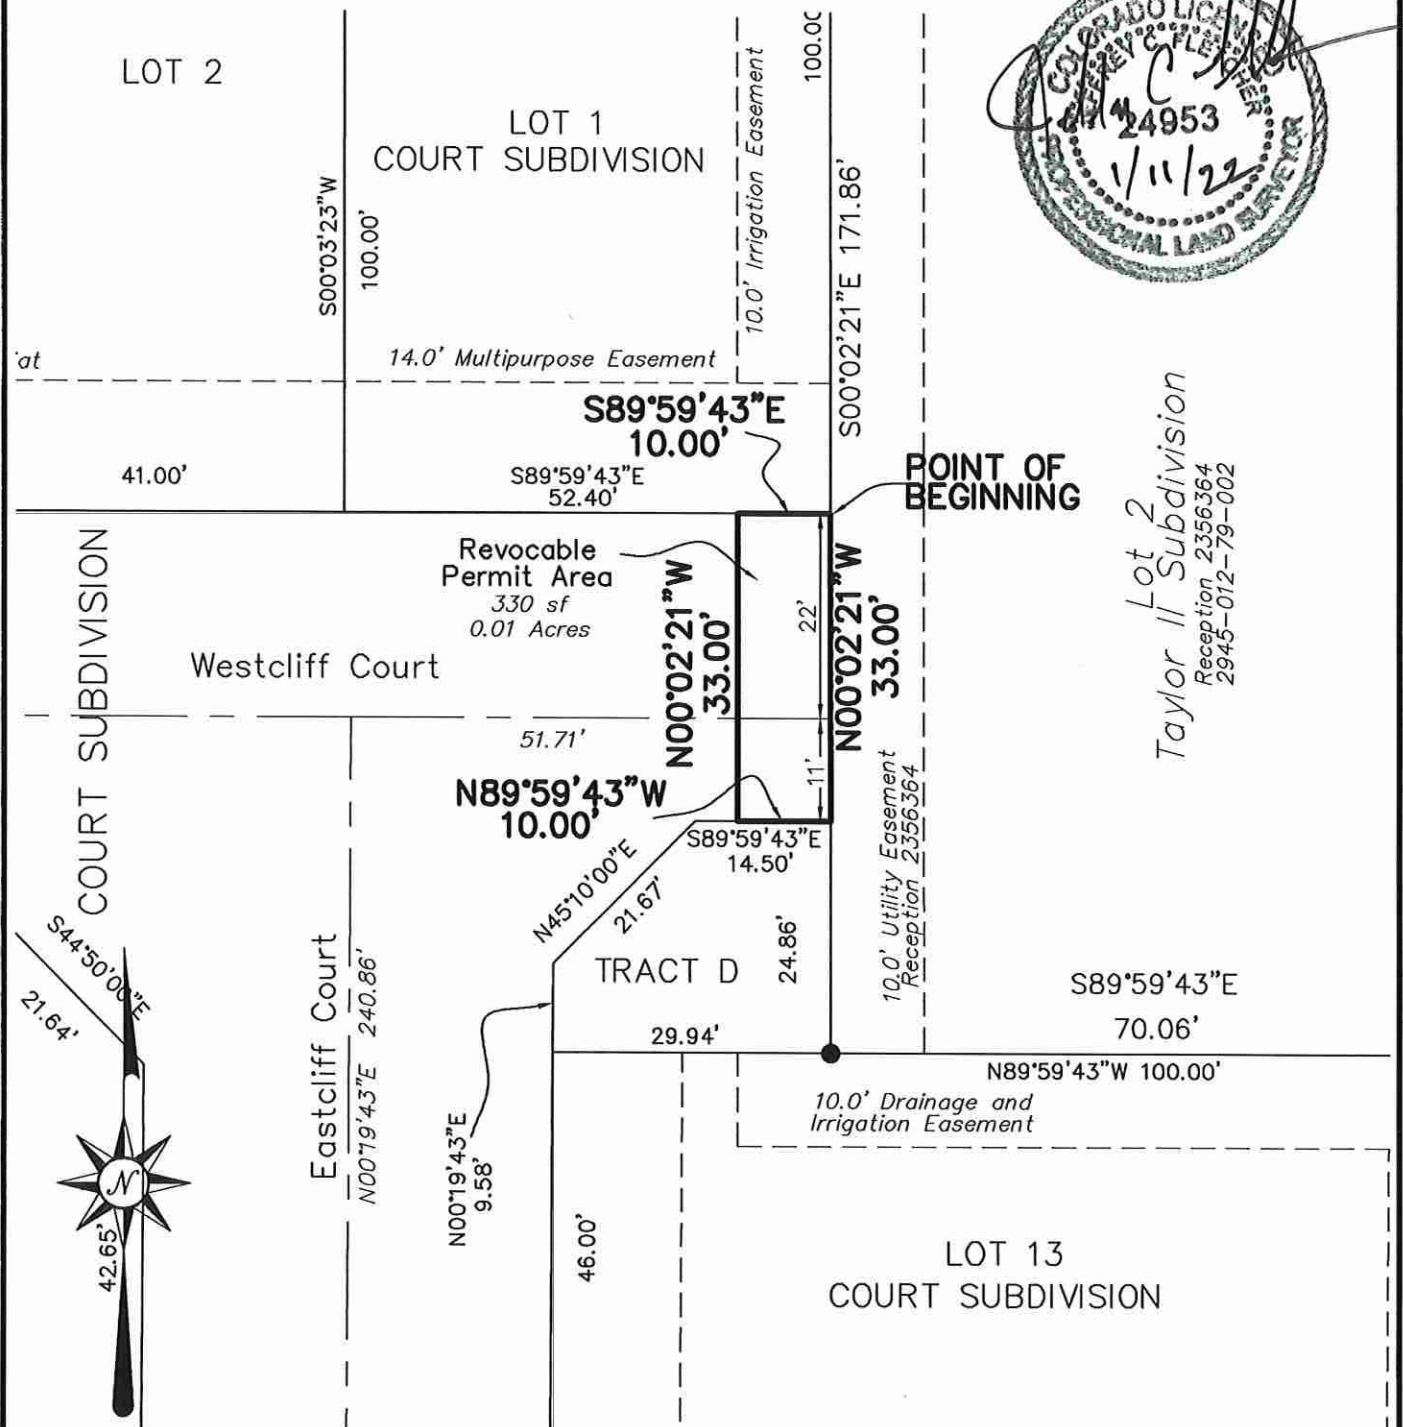 LOT 2
LOT 1
COURT SUBDIVISION
S00°03'23"W
100.00'
10.0' Irrigation Easement
S00°02'21"E 171.86'
COLORADO LICENSED
24953
1/11/22
PROFESSIONAL LAND SURVEYOR
14.0' Multipurpose Easement
S89°59'43"E
10.00'
41.00'
S89°59'43"E
52.40'
POINT OF
BEGINNING
Lot 2
Taylor II Subdivision
Reception 2356364
2945-012-79-002
COURT SUBDIVISION
Revocable
Permit Area
330 sf
0.01 Acres
N00°02'21"W
33.00'
22'
N00°02'21"W
33.00'
Westcliff Court
51.71'
11'
N89°59'43"W
10.00'
S89°59'43"E
14.50'
10.0' Utility Easement
Reception 2356364
N45°10'00"E
21.67'
S44°50'00"E
21.64'
Eastcliff Court
N00°19'43"E 240.86'
TRACT D
24.86'
29.94'
S89°59'43"E
70.06'
N89°59'43"W 100.00'
10.0' Drainage and
Irrigation Easement
N00°19'43"E
9.58'
N
42.65'
46.00'
LOT 13
COURT SUBDIVISION